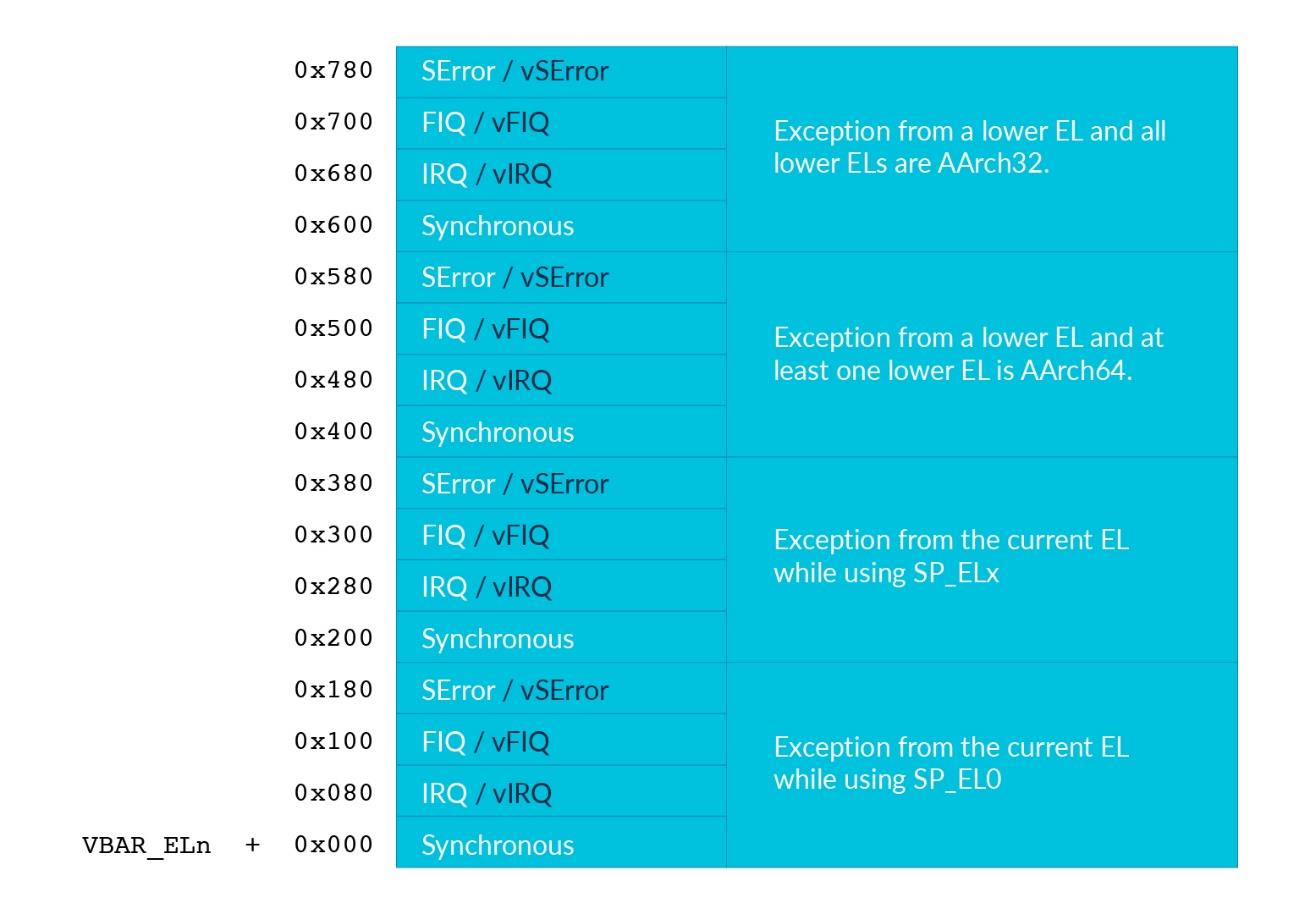 0x780 SError / vSError
0x700 FIQ / vFIQ
0x680 IRQ / vIRQ
0x600 Synchronous
Exception from a lower EL and all
lower ELs are AArch32.
0x580 SError / vSError
0x500 FIQ / vFIQ
0x480 IRQ / vIRQ
0x400 Synchronous
Exception from a lower EL and at
least one lower EL is AArch64.
0x380 SError / vSError
0x300 FIQ / vFIQ
0x280 IRQ / vIRQ
0x200 Synchronous
Exception from the current EL
while using SP_ELx
0x180 SError / vSError
0x100 FIQ / vFIQ
0x080 IRQ / vIRQ
VBAR_ELn + 0x000 Synchronous
Exception from the current EL
while using SP_EL0